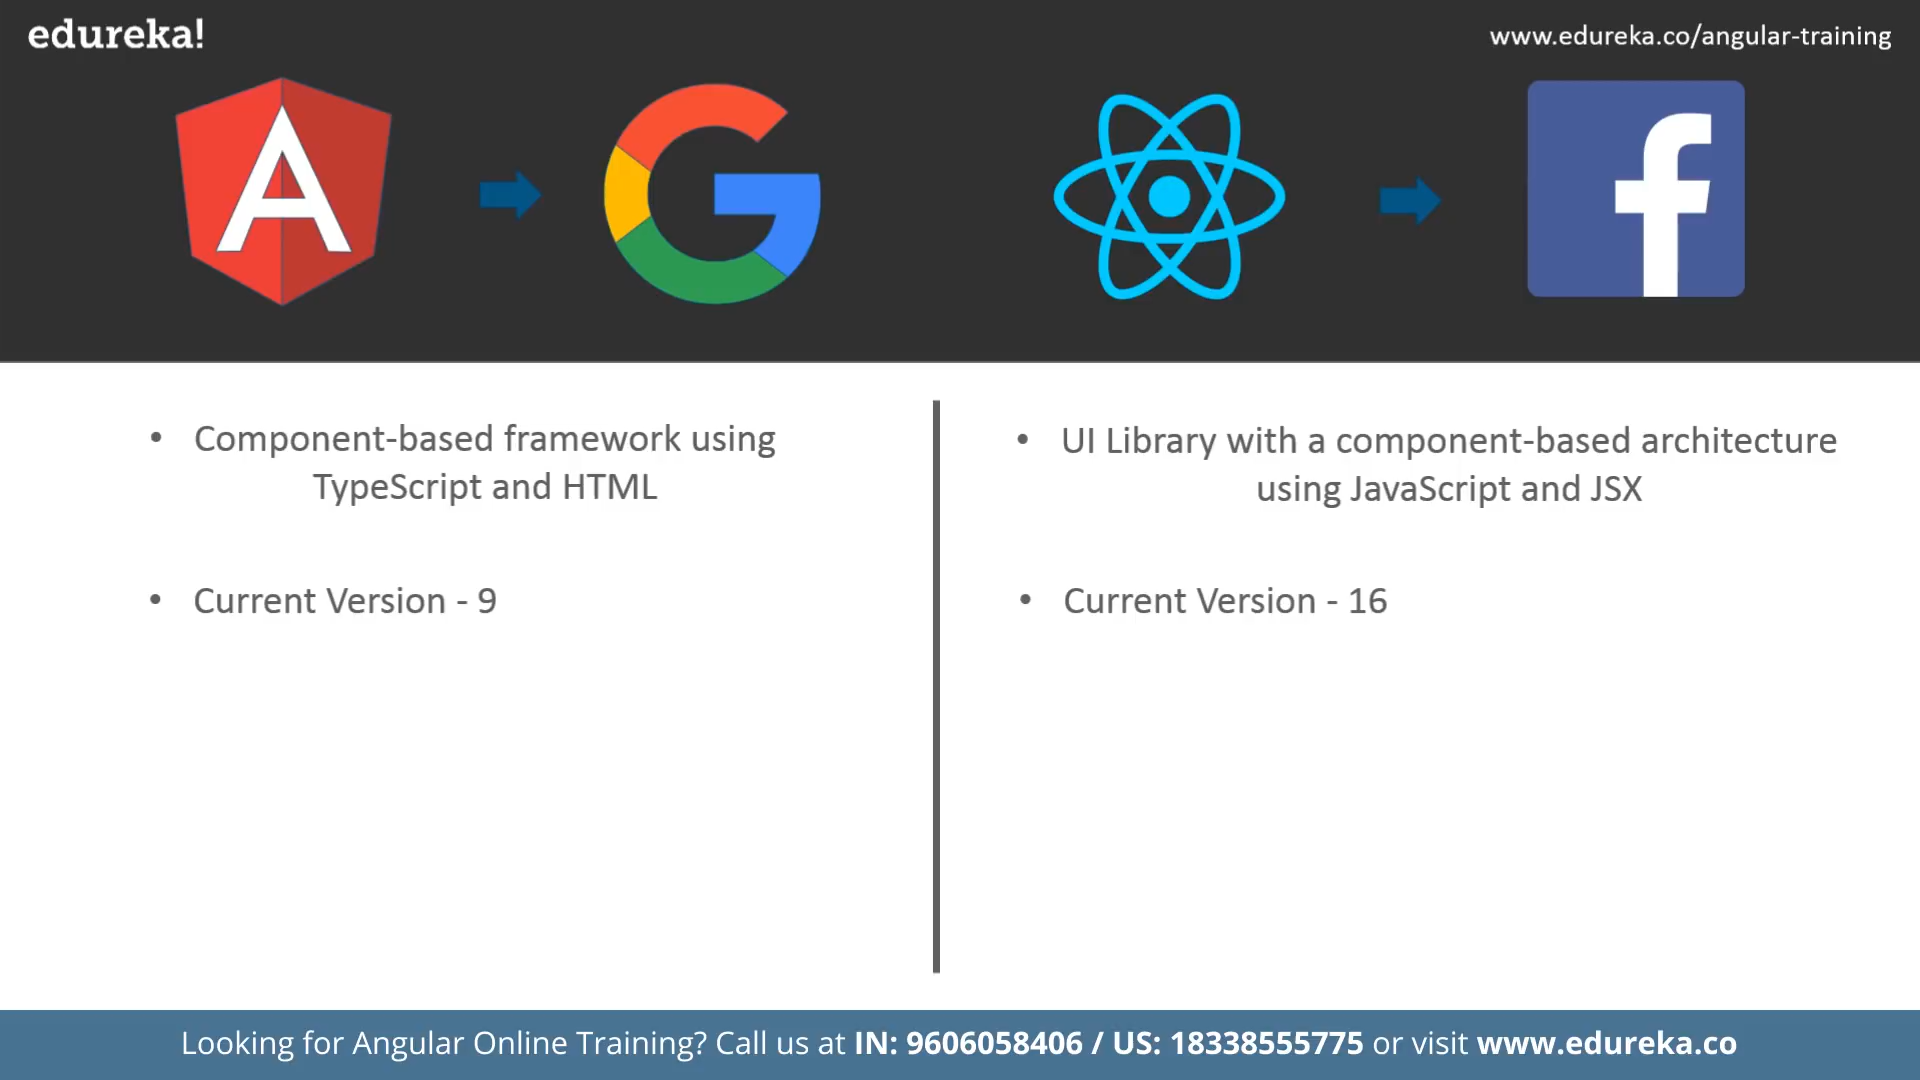 edureka!
www.edureka.co/angular-training
• Component-based framework using
TypeScript and HTML
• Current Version - 9
• UI Library with a component-based architecture
using JavaScript and JSX
• Current Version - 16
Looking for Angular Online Training? Call us at IN: 9606058406 / US: 18338555775 or visit www.edureka.co